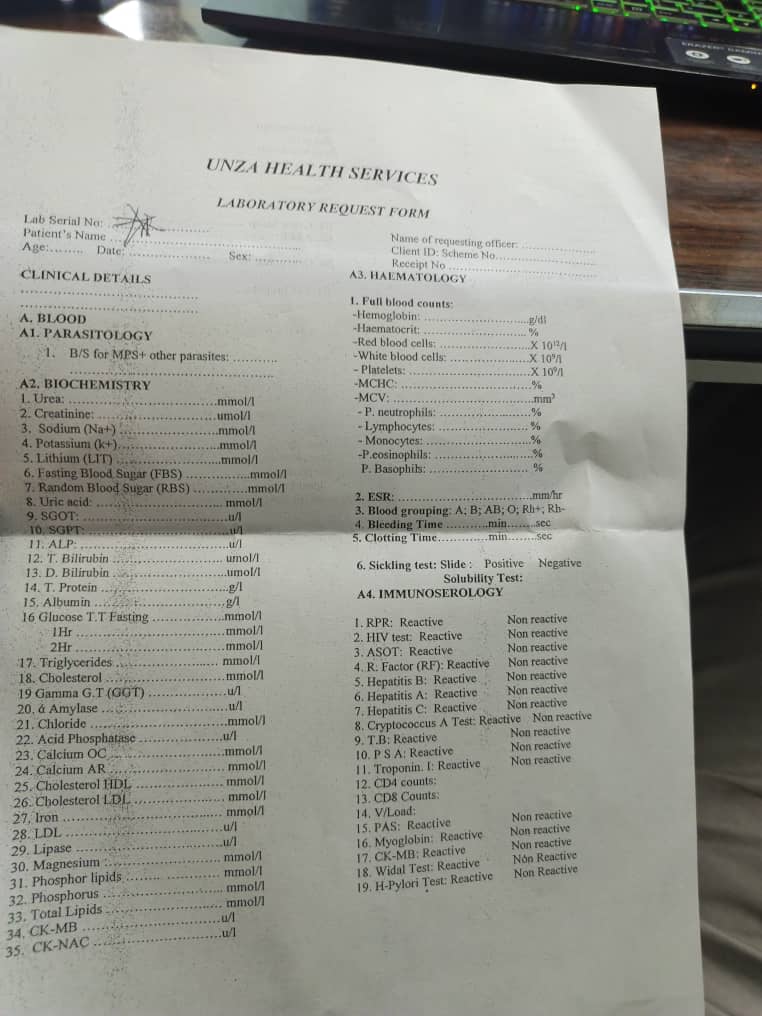 UNZA HEALTH SERVICES
LABORATORY REQUEST FORM
Lab Serial No: ..................
Patient's Name ..................
Age:......... Date: .................. Sex: ............
Name of requesting officer: ..................
Client ID: Scheme No..................
Receipt No ..................
CLINICAL DETAILS
A. BLOOD
A1. PARASITOLOGY
1. B/S for MPS+ other parasites: ...........
A2. BIOCHEMISTRY
1. Urea: ..................mmol/l
2. Creatinine: ..................umol/l
3. Sodium (Na+)..................mmol/l
4. Potassium (k+)..................mmol/l
5. Lithium (LIT) ..................mmol/l
6. Fasting Blood Sugar (FBS) ..................mmol/l
7. Random Blood Sugar (RBS) ..................mmol/l
8. Uric acid: .................. mmol/l
9. SGOT: ..................u/l
10. SGPT: ..................u/l
11. ALP: ..................u/l
12. T. Bilirubin .................. umol/l
13. D. Bilirubin ..................umol/l
14. T. Protein ..................g/l
15. Albumin ..................g/l
16 Glucose T.T Fasting ..................mmol/l
1Hr ..................mmol/l
2Hr ..................mmol/l
17. Triglycerides .................. mmol/l
18. Cholesterol ..................mmol/l
19 Gamma G.T (GGT) ..................u/l
20. ά Amylase ..................u/l
21. Chloride ..................mmol/l
22. Acid Phosphatase ..................u/l
23. Calcium OC ..................mmol/l
24. Calcium AR .................. mmol/l
25. Cholesterol HDL .................. mmol/l
26. Cholesterol LDL .................. mmol/l
27. Iron .................. mmol/l
28. LDL ..................u/l
29. Lipase ..................u/l
30. Magnesium :.................. mmol/l
31. Phosphor lipids .................. mmol/l
32. Phosphorus .................. mmol/l
33. Total Lipids .................. mmol/l
34. CK-MB ..................u/l
35. CK-NAC ..................u/l
A3. HAEMATOLOGY
1. Full blood counts:
-Hemoglobin: ..................g/dl
-Haematocrit: .................. %
-Red blood cells: ..................X 10¹²/l
-White blood cells: ..................X 10⁹/l
- Platelets: ..................X 10⁹/l
-MCHC: ..................%
-MCV: ..................mm³
- P. neutrophils: ..................%
- Lymphocytes: ..................%
- Monocytes: ..................%
-P.eosinophils: ..................%
P. Basophils: .................. %
2. ESR: ..................mm/hr
3. Blood grouping: A; B; AB; O; Rh+; Rh-
4. Bleeding Time ...........min........sec
5. Clotting Time.............min........sec
6. Sickling test: Slide : Positive Negative
Solubility Test:
A4. IMMUNOSEROLOGY
1. RPR: Reactive Non reactive
2. HIV test: Reactive Non reactive
3. ASOT: Reactive Non reactive
4. R. Factor (RF): Reactive Non reactive
5. Hepatitis B: Reactive Non reactive
6. Hepatitis A: Reactive Non reactive
7. Hepatitis C: Reactive Non reactive
8. Cryptococcus A Test: Reactive Non reactive
9. T.B: Reactive Non reactive
10. P S A: Reactive Non reactive
11. Troponin. I: Reactive Non reactive
12. CD4 counts:
13. CD8 Counts:
14. V/Load:
15. PAS: Reactive Non reactive
16. Myoglobin: Reactive Non reactive
17. CK-MB: Reactive Non reactive
18. Widal Test: Reactive Non Reactive
19. H-Pylori Test: Reactive Non Reactive